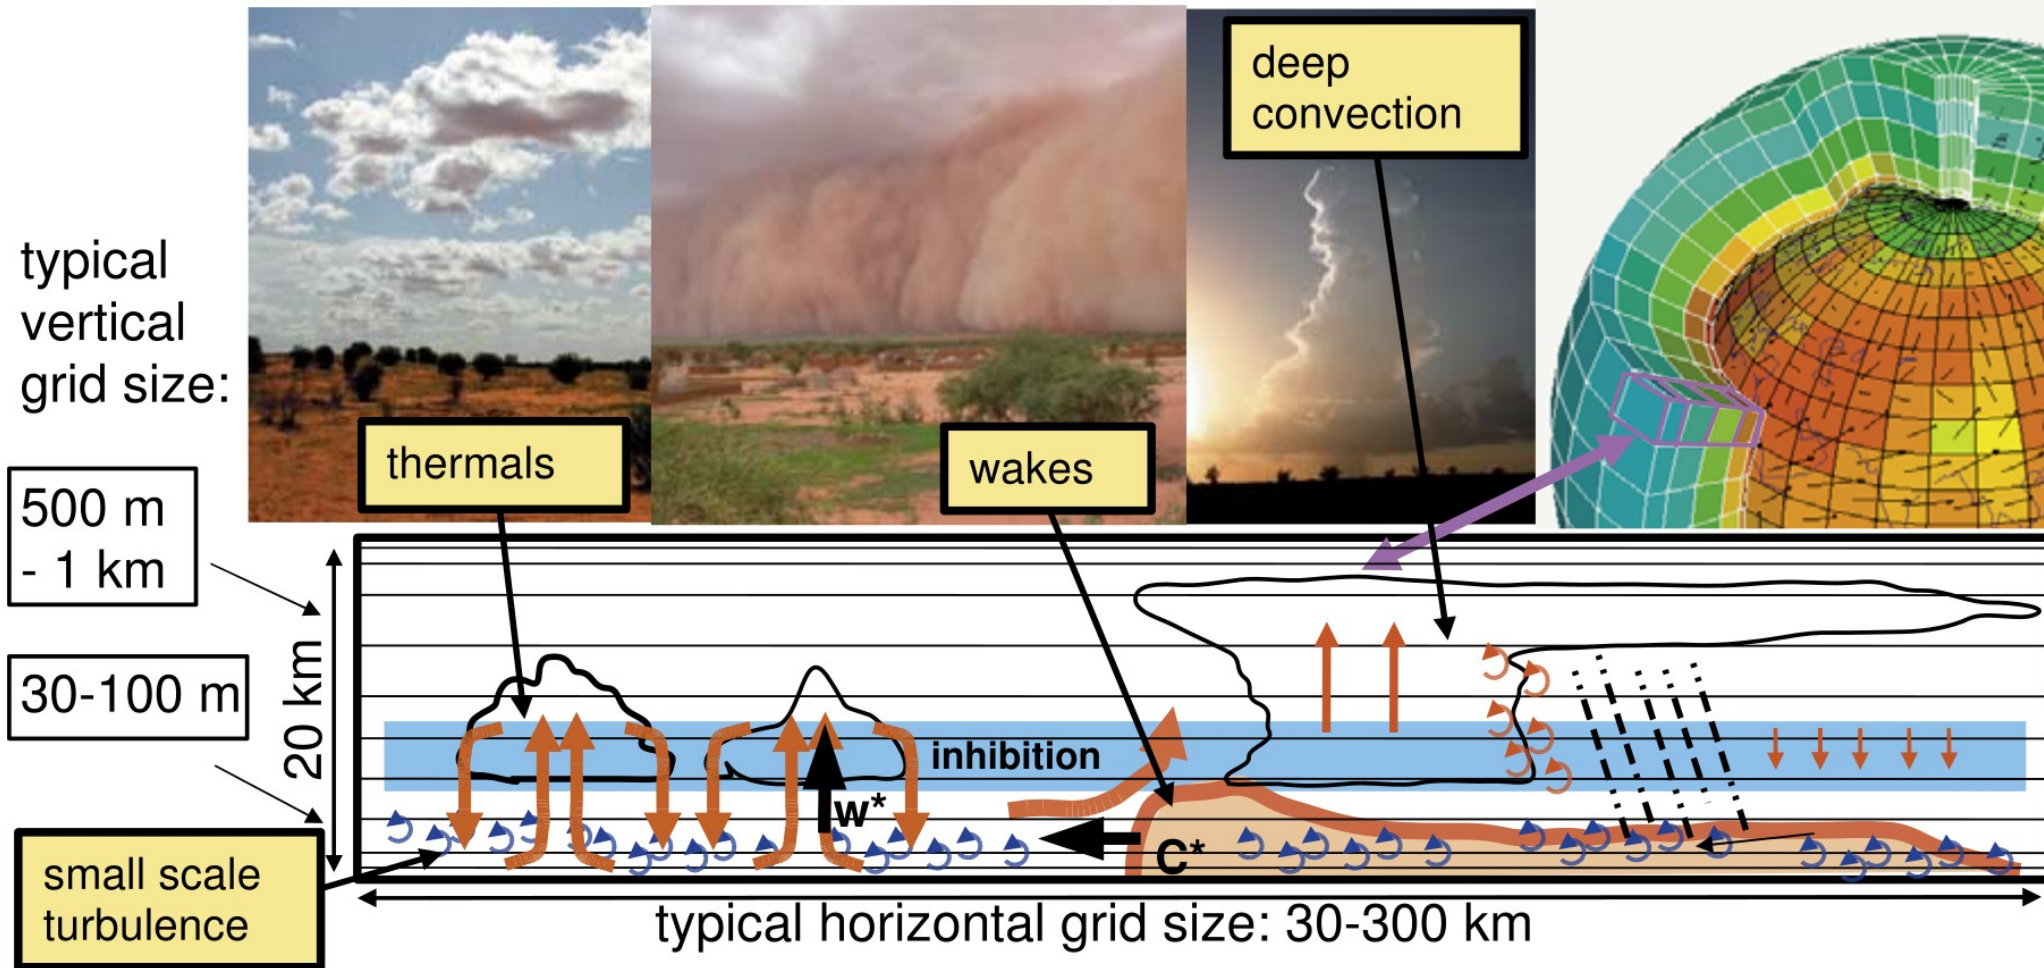 deep
convection
typical
vertical
grid size:
thermals
wakes
500 m
- 1 km
30-100 m
20 km
inhibition
w*
C*
small scale
turbulence
typical horizontal grid size: 30-300 km